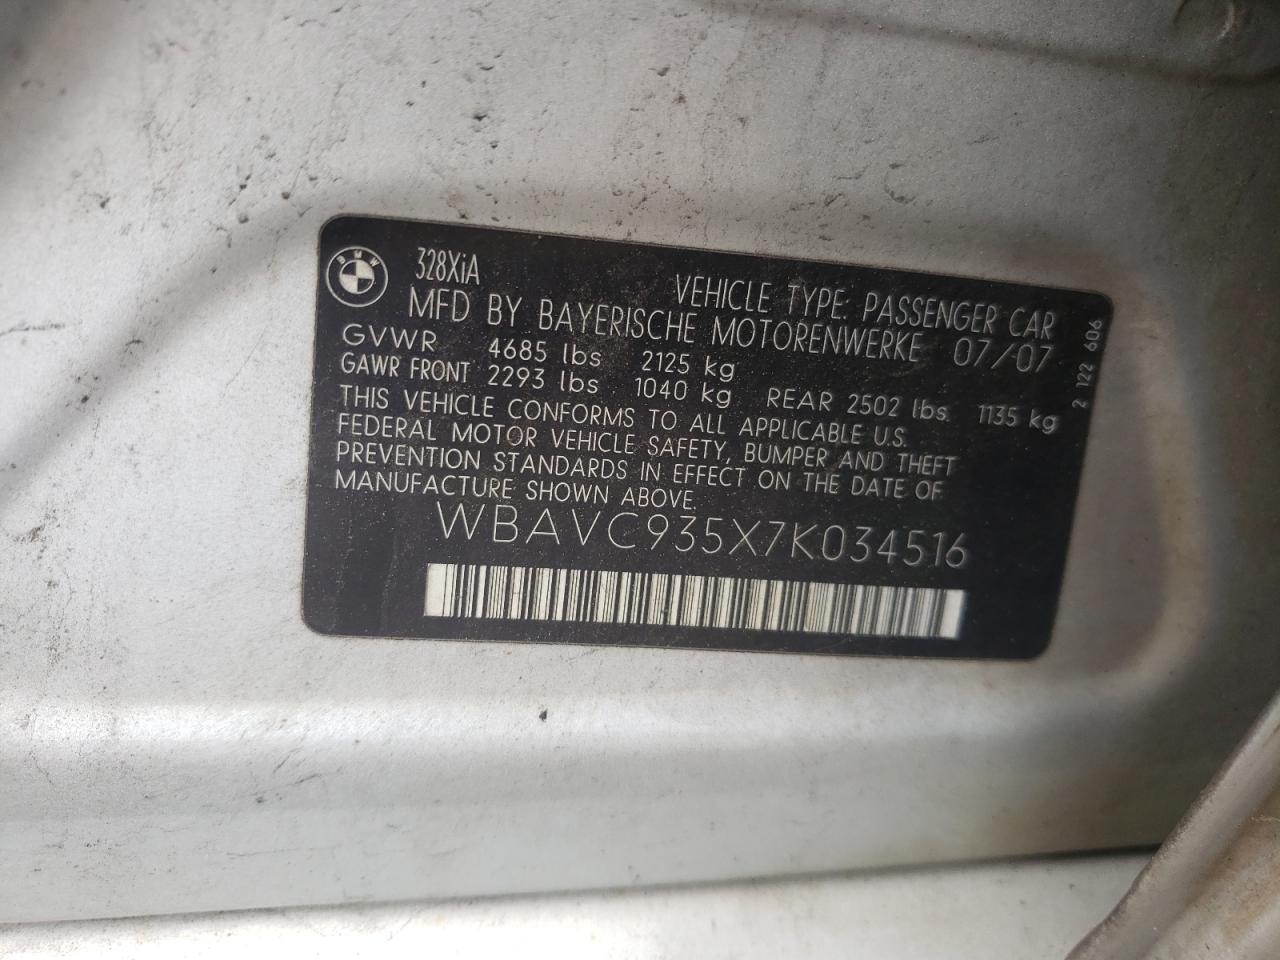 BMW
328XiA
VEHICLE TYPE: PASSENGER CAR
MFD BY BAYERISCHE MOTORENWERKE 07/07
GVWR 4685 lbs 2125 kg
GAWR FRONT 2293 lbs 1040 kg REAR 2502 lbs. 1135 kg
THIS VEHICLE CONFORMS TO ALL APPLICABLE U.S.
FEDERAL MOTOR VEHICLE SAFETY, BUMPER AND THEFT
PREVENTION STANDARDS IN EFFECT ON THE DATE OF
MANUFACTURE SHOWN ABOVE.
WBAVC935X7K034516
2 122 606